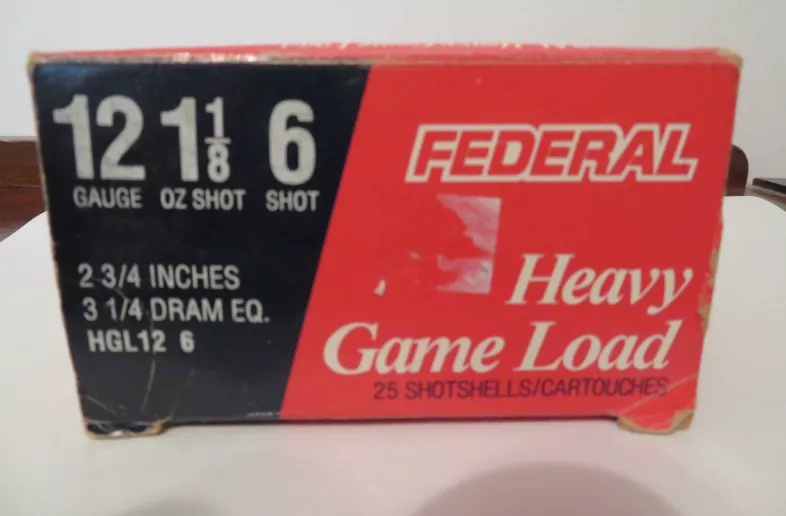 12 1 1/8 6
GAUGE OZ SHOT SHOT
2 3/4 INCHES
3 1/4 DRAM EQ.
HGL12 6
FEDERAL
Heavy
Game Load
25 SHOTSHELLS/CARTOUCHES